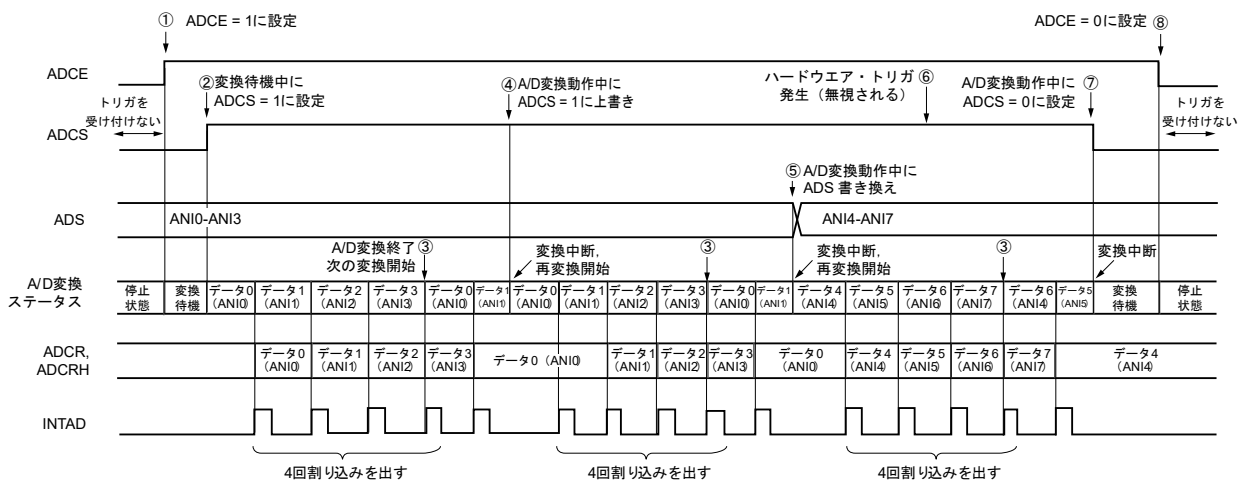 ① ADCE = 1に設定
ADCE = 0に設定 ⑧
ADCE
②変換待機中に
ADCS = 1に設定
④A/D変換動作中に
ADCS = 1に上書き
ハードウエア・トリガ ⑥
発生（無視される）
A/D変換動作中に ⑦
ADCS = 0に設定
トリガを
受け付けない
トリガを
受け付けない
ADCS
⑤A/D変換動作中に
ADS 書き換え
ADS
ANI0-ANI3
ANI4-ANI7
A/D変換終了③
次の変換開始
変換中断,
再変換開始
③
変換中断,
再変換開始
③
変換中断
A/D変換
ステータス
停止 変換 データ0 データ1 データ2 データ3 データ0 データ1 データ0 データ1 データ2 データ3 データ0 データ1 データ4 データ5 データ6 データ7 データ6 データ5 変換 停止
状態 待機 (ANI0) (ANI1) (ANI2) (ANI3) (ANI0) (ANI1) (ANI0) (ANI1) (ANI2) (ANI3) (ANI0) (ANI1) (ANI4) (ANI5) (ANI6) (ANI7) (ANI4) (ANI5) 待機 状態
ADCR,
ADCRH
データ0 データ1 データ2 データ3 データ0 (ANI0) データ1 データ2 データ3 データ0 データ4 データ5 データ6 データ7 データ4
(ANI0) (ANI1) (ANI2) (ANI3) (ANI1) (ANI2) (ANI3) (ANI0) (ANI4) (ANI5) (ANI6) (ANI7) (ANI4)
INTAD
4回割り込みを出す
4回割り込みを出す
4回割り込みを出す